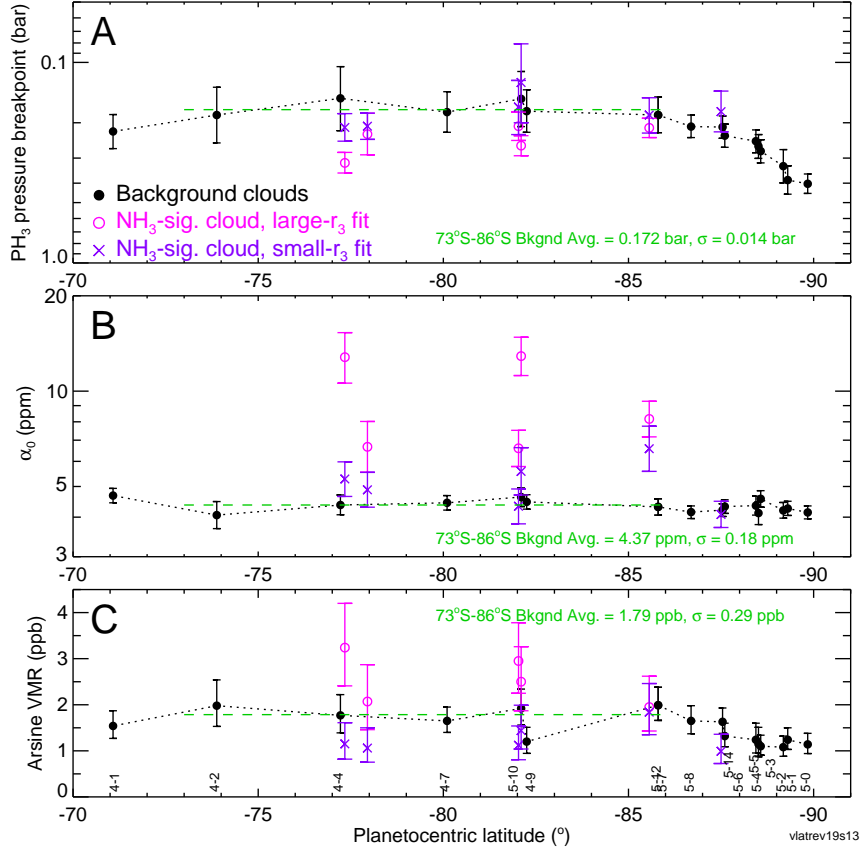 A
PH3 pressure breakpoint (bar)
0.1
1.0
Background clouds
NH3-sig. cloud, large-r3 fit
NH3-sig. cloud, small-r3 fit
73°S-86°S Bkgnd Avg. = 0.172 bar, σ = 0.014 bar
-70 -75 -80 -85 -90
B
α0 (ppm)
20
10
5
3
73°S-86°S Bkgnd Avg. = 4.37 ppm, σ = 0.18 ppm
-70 -75 -80 -85 -90
C
Arsine VMR (ppb)
4
3
2
1
0
73°S-86°S Bkgnd Avg. = 1.79 ppb, σ = 0.29 ppb
4-1 4-2 4-4 4-7 5-10 4-9 5-12 5-7 5-8 5-14 5-6 5-4 5-5 5-3 5-2 5-1 5-0
-70 -75 -80 -85 -90
Planetocentric latitude (°)
vlatrev19s13